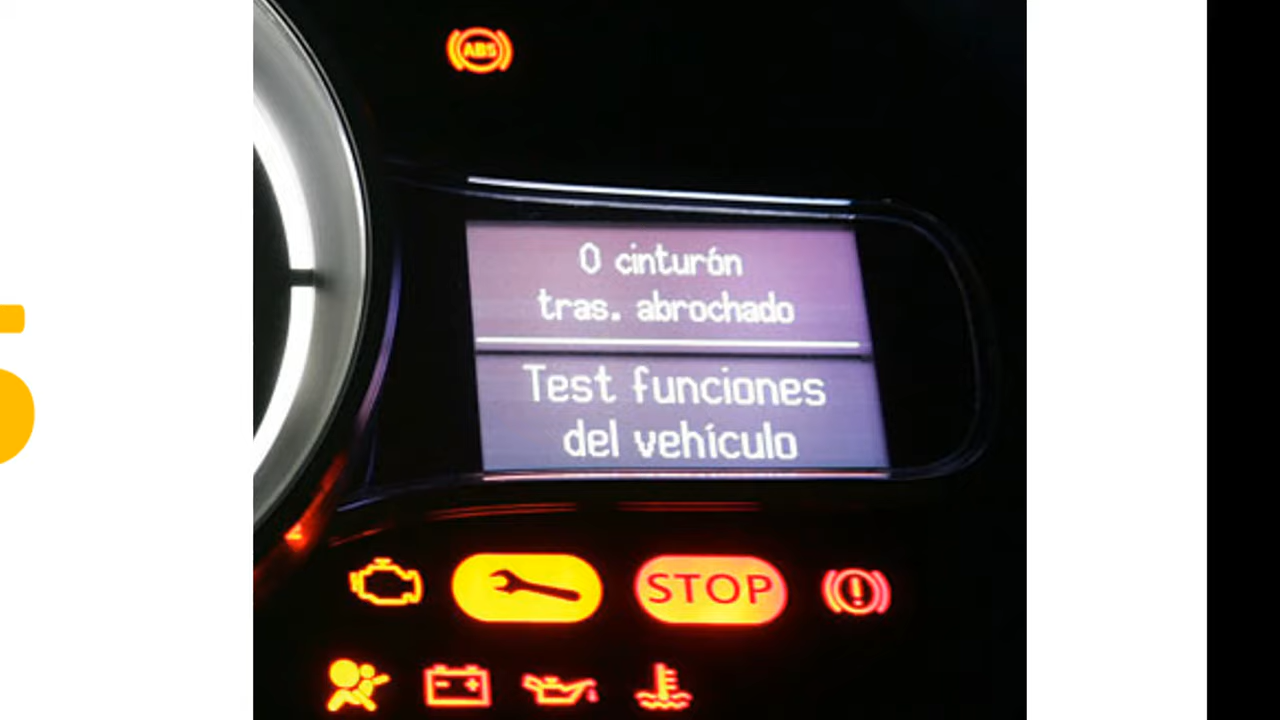 ABS
0 cinturón
tras. abrochado
Test funciones
del vehículo
STOP